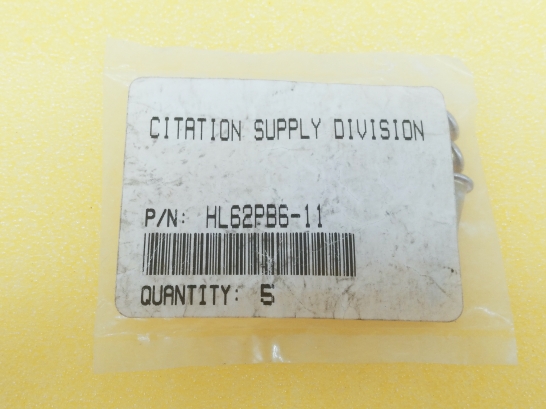 CITATION SUPPLY DIVISION
P/N: HL62PB6-11
QUANTITY: 5